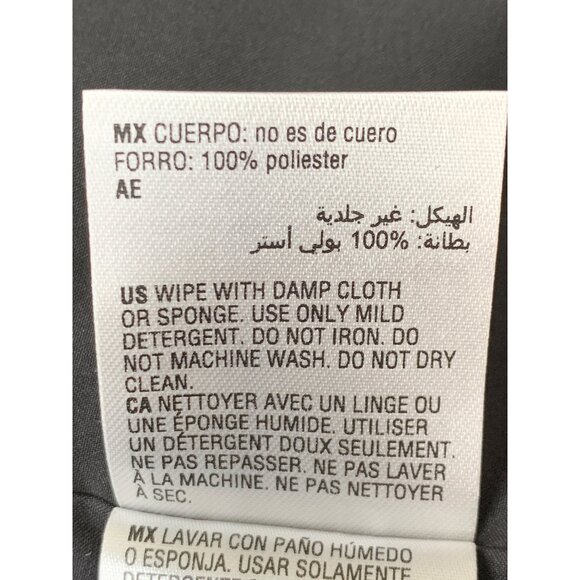 MX CUERPO: no es de cuero
FORRO: 100% poliester
AE
الهيكل: غير جلدية
بطانة: 100% بولي أستر
US WIPE WITH DAMP CLOTH
OR SPONGE. USE ONLY MILD
DETERGENT. DO NOT IRON. DO
NOT MACHINE WASH. DO NOT DRY
CLEAN.
CA NETTOYER AVEC UN LINGE OU
UNE ÉPONGE HUMIDE. UTILISER
UN DÉTERGENT DOUX SEULEMENT.
NE PAS REPASSER. NE PAS LAVER
À LA MACHINE. NE PAS NETTOYER
À SEC.
MX LAVAR CON PAÑO HÚMEDO
O ESPONJA. USAR SOLAMENTE